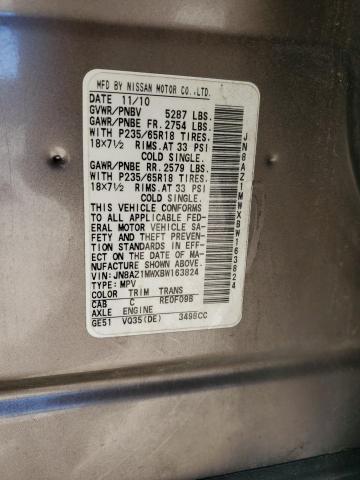 MFD BY NISSAN MOTOR CO.,LTD.
DATE 11/10
GVWR/PNBV 5287 LBS.
GAWR/PNBE FR. 2754 LBS.
WITH P235/65R18 TIRES.
18X7½ RIMS.AT 33 PSI
COLD SINGLE.
GAWR/PNBE RR. 2579 LBS.
WITH P235/65R18 TIRES.
18X7½ RIMS.AT 33 PSI
COLD SINGLE.
THIS VEHICLE CONFORMS
TO ALL APPLICABLE FED-
ERAL MOTOR VEHICLE SA-
FETY AND THEFT PREVEN-
TION STANDARDS IN EFF-
ECT ON THE DATE OF MA-
NUFACTURE SHOWN ABOVE.
VIN:JN8AZ1MWXBW163824
TYPE:MPV
COLOR TRIM TRANS
CAB C RE0F09B
AXLE ENGINE
GE51 VQ35(DE) 3498CC
JN8AZ1MWXBW163824